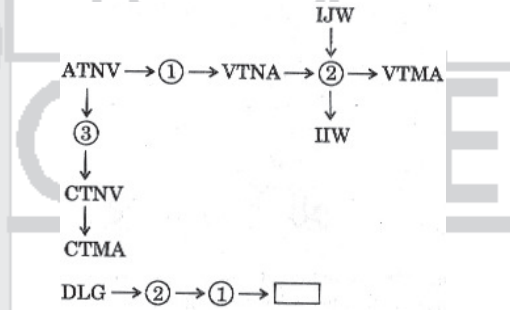 IJW
ATNV → ① → VTNA → ② → VTMA
③
IIW
CTNV
CTMA
DLG → ② → ① →